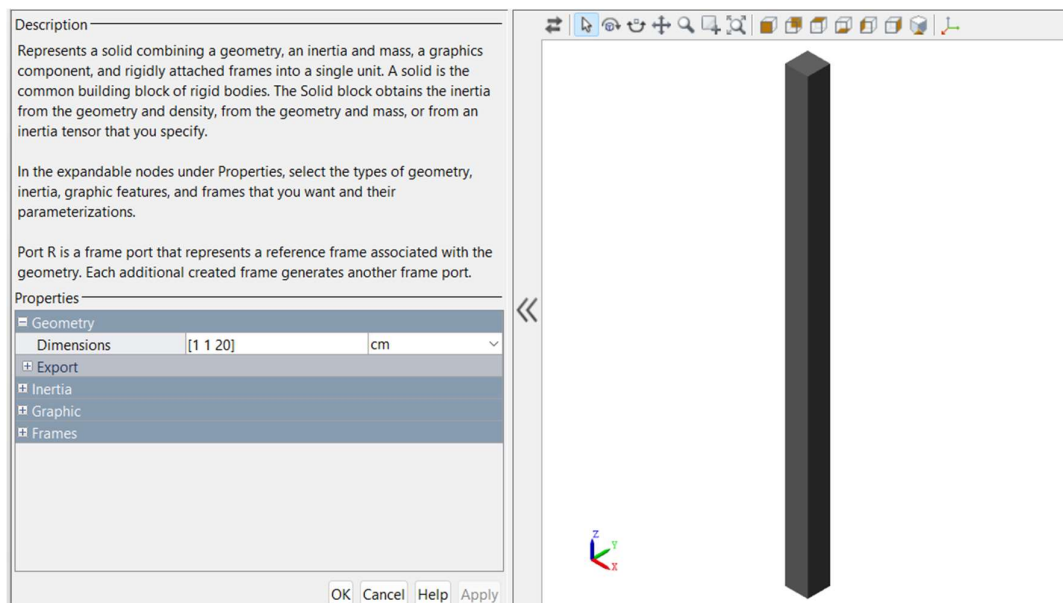 Description
Represents a solid combining a geometry, an inertia and mass, a graphics
component, and rigidly attached frames into a single unit. A solid is the
common building block of rigid bodies. The Solid block obtains the inertia
from the geometry and density, from the geometry and mass, or from an
inertia tensor that you specify.
In the expandable nodes under Properties, select the types of geometry,
inertia, graphic features, and frames that you want and their
parameterizations.
Port R is a frame port that represents a reference frame associated with the
geometry. Each additional created frame generates another frame port.
Properties
Geometry
Dimensions [1 1 20] cm
Export
Inertia
Graphic
Frames
OK Cancel Help Apply
Z
Y
X